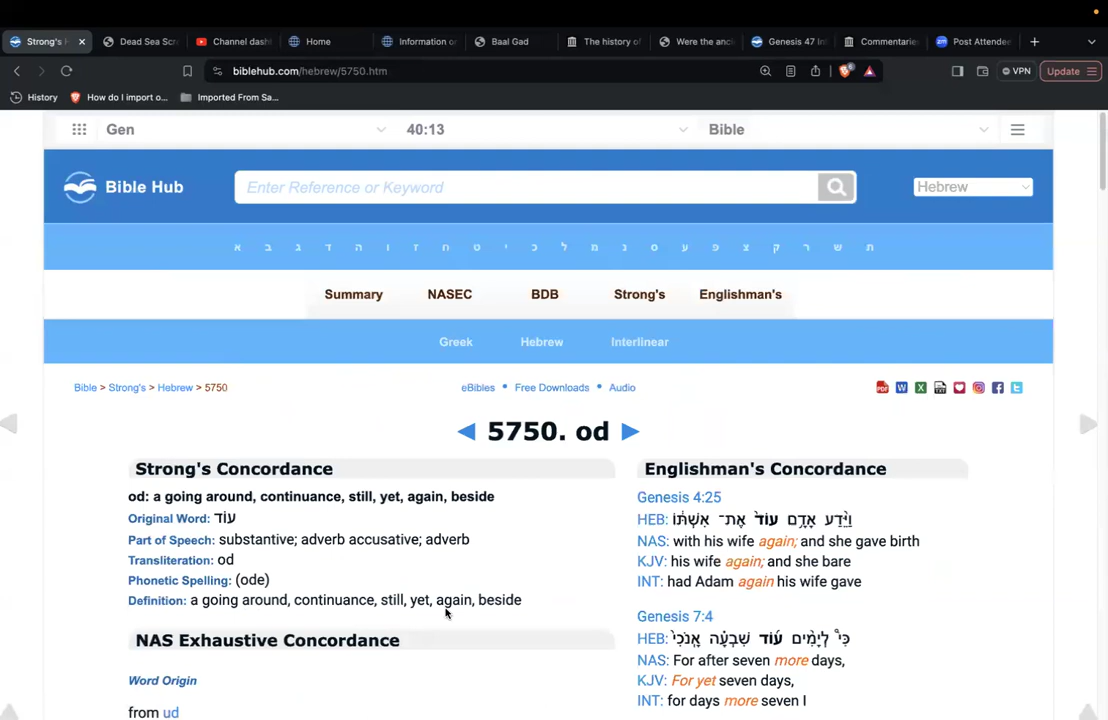 Strong's H
Dead Sea Scr
Channel dash
Home
Information or
Baal Gad
The history of
Were the anci
Genesis 47 Int
Commentaries
Post Attendee
biblehub.com/hebrew/5750.htm
VPN
Update
History
How do I import o...
Imported From Sa...
Gen
40:13
Bible
Bible Hub
Enter Reference or Keyword
Hebrew
א ב ג ד ה ו ז ח ט י כ ל מ נ ס ע פ צ ק ר ש ת
Summary NASEC BDB Strong's Englishman's
Greek Hebrew Interlinear
Bible > Strong's > Hebrew > 5750
eBibles • Free Downloads • Audio
◄ 5750. od ►
Strong's Concordance
od: a going around, continuance, still, yet, again, beside
Original Word: עוֹד
Part of Speech: substantive; adverb accusative; adverb
Transliteration: od
Phonetic Spelling: (ode)
Definition: a going around, continuance, still, yet, again, beside
NAS Exhaustive Concordance
Word Origin
from ud
Englishman's Concordance
Genesis 4:25
HEB: וַיֵּ֨דַע אָדָ֥ם עוֹד֙ אֶת־ אִשְׁתּ֔וֹ
NAS: with his wife again; and she gave birth
KJV: his wife again; and she bare
INT: had Adam again his wife gave
Genesis 7:4
HEB: כִּי֩ לְיָמִ֨ים ע֜וֹד שִׁבְעָ֗ה אָֽנֹכִי֙
NAS: For after seven more days,
KJV: For yet seven days,
INT: for days more seven I